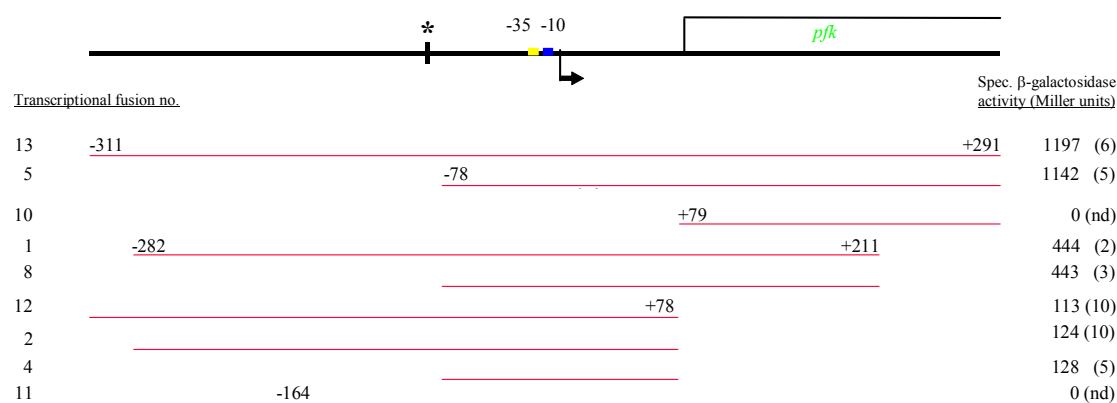 * -35 -10 pfk
Transcriptional fusion no.
Spec. β-galactosidase
activity (Miller units)
13 -311 +291 1197 (6)
5 -78 1142 (5)
10 +79 0 (nd)
1 -282 +211 444 (2)
8 443 (3)
12 +78 113 (10)
2 124 (10)
4 128 (5)
11 -164 0 (nd)